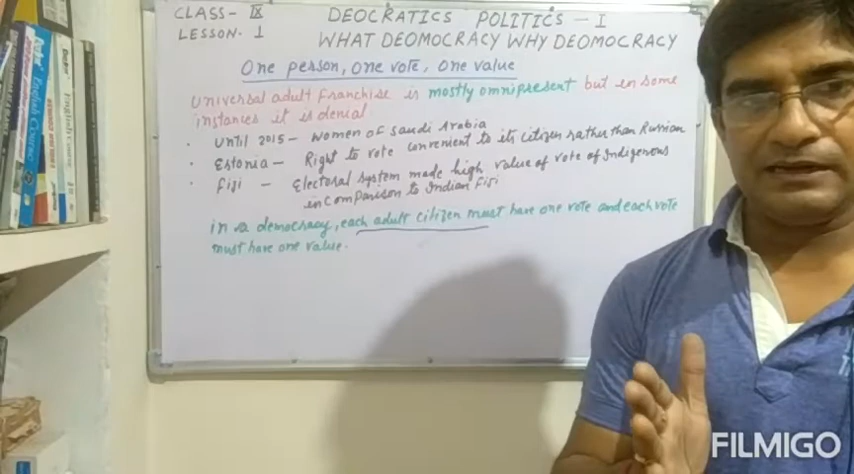 CLASS- IX DEOCRATICS POLITICS - I
LESSON. 1 WHAT DEOMOCRACY WHY DEOMOCRACY
One person, one vote, one value
Universal adult franchise is mostly omnipresent but in some
instances it is denial.
. Until 2015 - women of Saudi Arabia
. Estonia - Right to vote convenient to its citizen rather than Russian
. Fiji - Electoral system made high value of vote of Indigenous
in comparison to Indian Fiji
in a democracy, each adult citizen must have one vote and each vote
must have one value.
English Course
FILMIGO